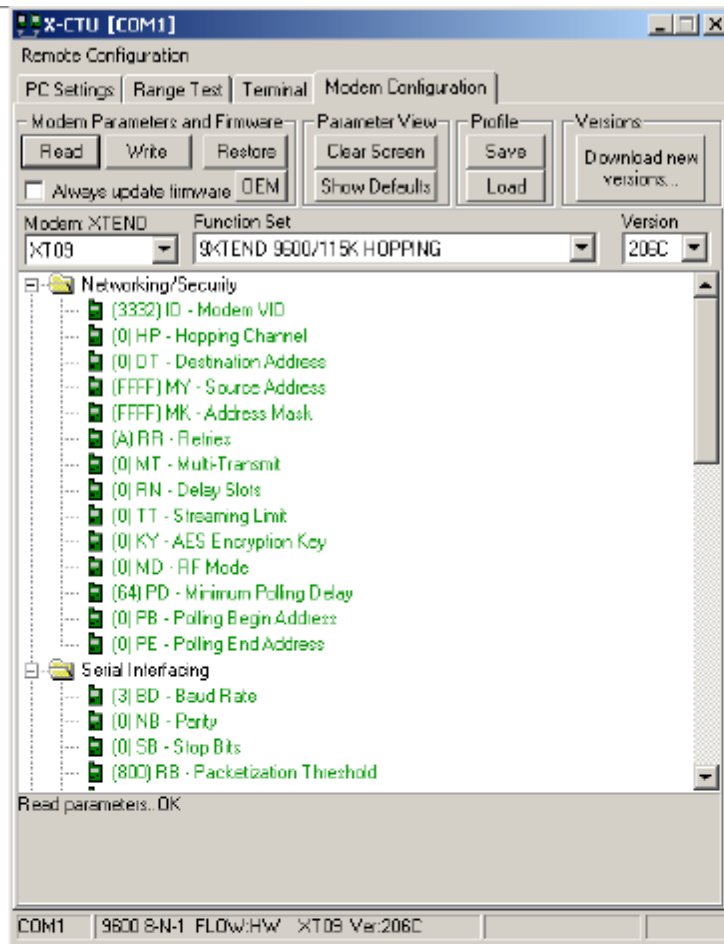 X-CTU [COM1]
Remote Configuration
PC Settings Range Test Terminal Modem Configuration
Modem Parameters and Firmware Parameter View Profile Versions
Read Write Restore Clear Screen Save Download new versions...
Always update firmware OEM Show Defaults Load
Modem: XTEND Function Set Version
XT09 9XTEND 9600/115K HOPPING 206C
Networking/Security
(3332) ID - Modem VID
(0) HP - Hopping Channel
(0) DT - Destination Address
(FFFF) MY - Source Address
(FFFF) MK - Address Mask
(A) RR - Retries
(0) MT - Multi-Transmit
(0) RN - Delay Slots
(0) TT - Streaming Limit
(0) KY - AES Encryption Key
(0) MD - RF Mode
(64) PD - Minimum Polling Delay
(0) PB - Polling Begin Address
(0) PE - Polling End Address
Serial Interfacing
(3) BD - Baud Rate
(0) NB - Parity
(0) SB - Stop Bits
(800) RB - Packetization Threshold
Read parameters..OK
COM1 9600 8-N-1 FLOW:HW XT09 Ver:206C